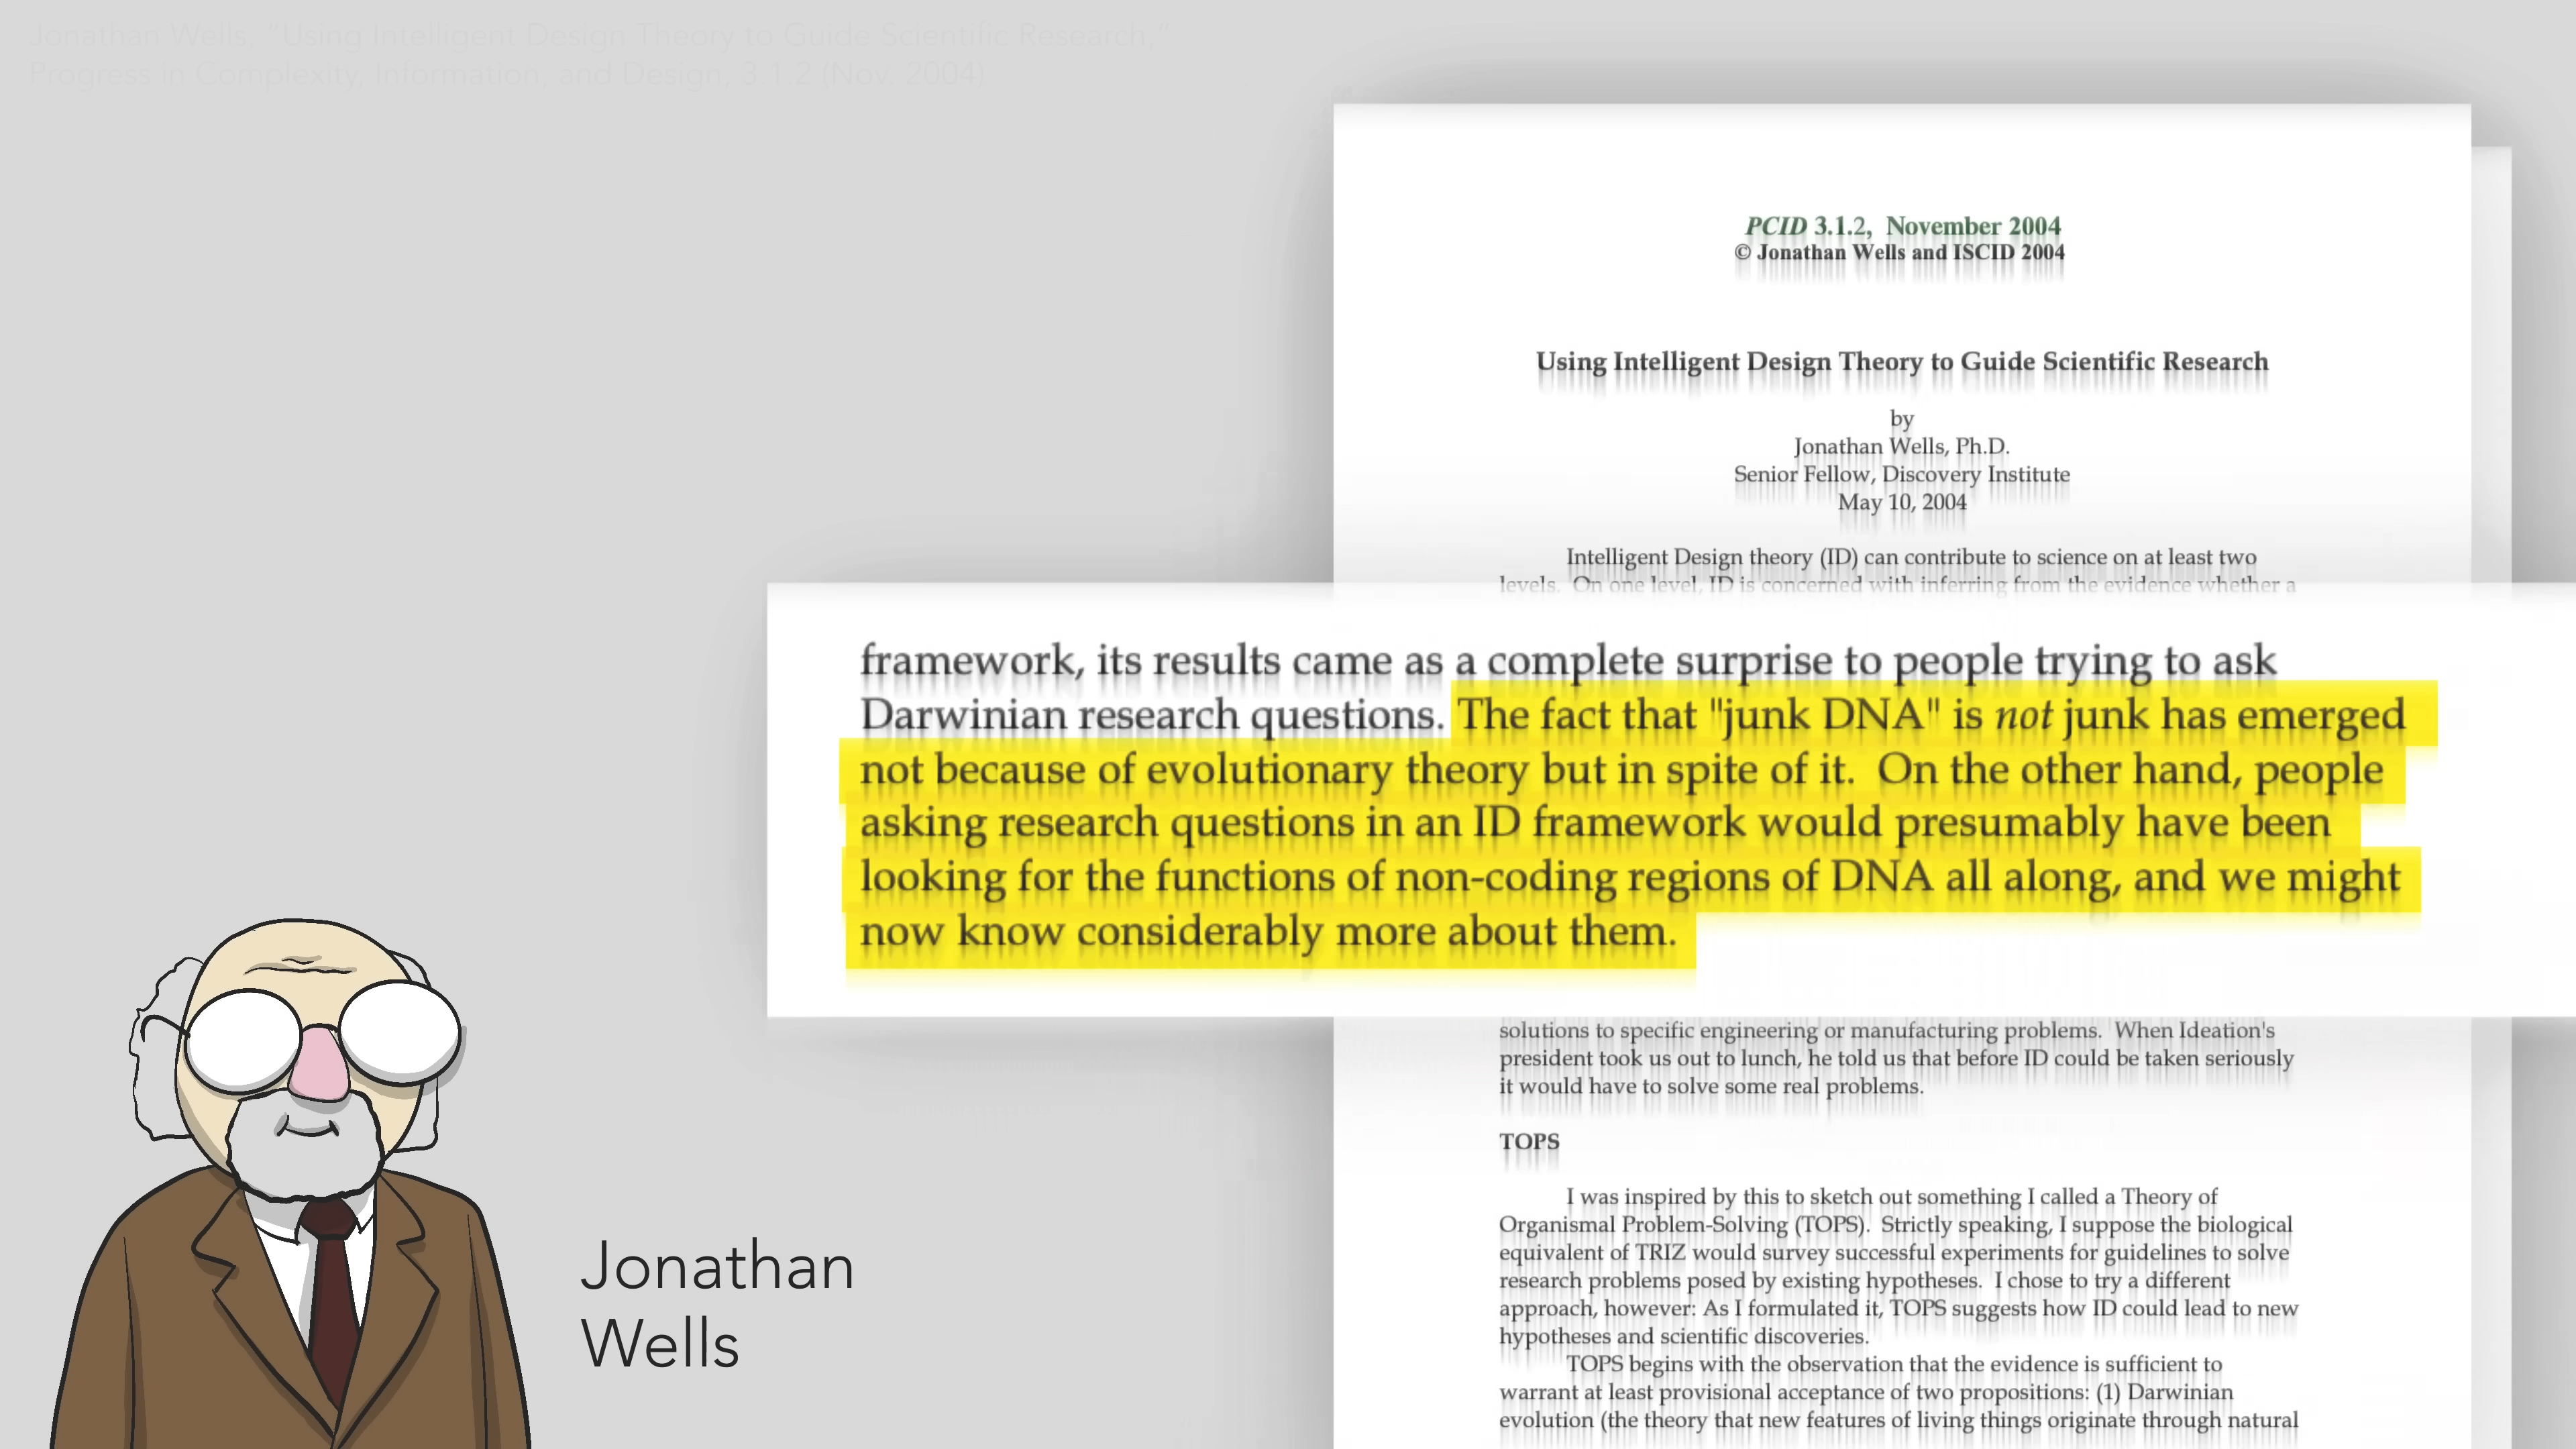 Jonathan Wells, "Using Intelligent Design Theory to Guide Scientific Research,"
Progress in Complexity, Information, and Design, 3.1.2 (Nov. 2004)
PCID 3.1.2, November 2004
© Jonathan Wells and ISCID 2004
Using Intelligent Design Theory to Guide Scientific Research
by
Jonathan Wells, Ph.D.
Senior Fellow, Discovery Institute
May 10, 2004
Intelligent Design theory (ID) can contribute to science on at least two
levels. On one level, ID is concerned with inferring from the evidence whether a
framework, its results came as a complete surprise to people trying to ask
Darwinian research questions. The fact that "junk DNA" is not junk has emerged
not because of evolutionary theory but in spite of it. On the other hand, people
asking research questions in an ID framework would presumably have been
looking for the functions of non-coding regions of DNA all along, and we might
now know considerably more about them.
solutions to specific engineering or manufacturing problems. When Ideation's
president took us out to lunch, he told us that before ID could be taken seriously
it would have to solve some real problems.
TOPS
I was inspired by this to sketch out something I called a Theory of
Organismal Problem-Solving (TOPS). Strictly speaking, I suppose the biological
equivalent of TRIZ would survey successful experiments for guidelines to solve
research problems posed by existing hypotheses. I chose to try a different
approach, however: As I formulated it, TOPS suggests how ID could lead to new
hypotheses and scientific discoveries.
TOPS begins with the observation that the evidence is sufficient to
warrant at least provisional acceptance of two propositions: (1) Darwinian
evolution (the theory that new features of living things originate through natural
Jonathan
Wells